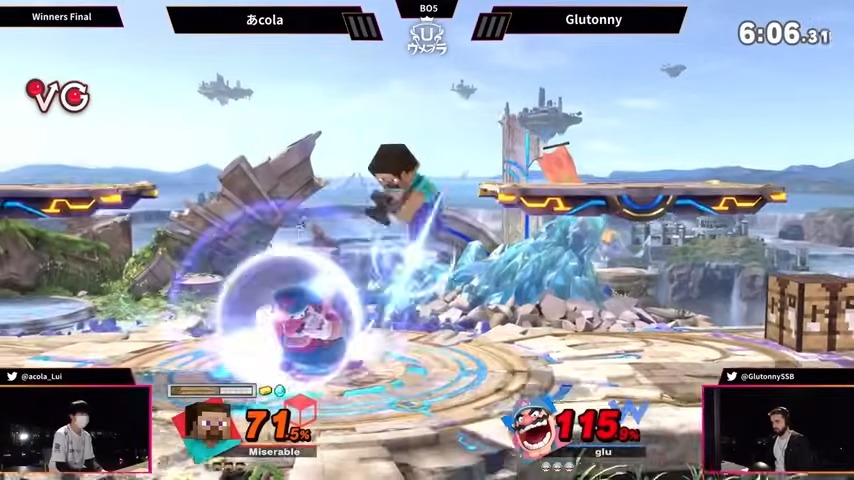 Winners Final
あcola
BO5
Glutonny
U
ウメブラ
6:06.31
@acola_Lui
@GlutonnySSB
71.5%
Miserable
115.9%
glu